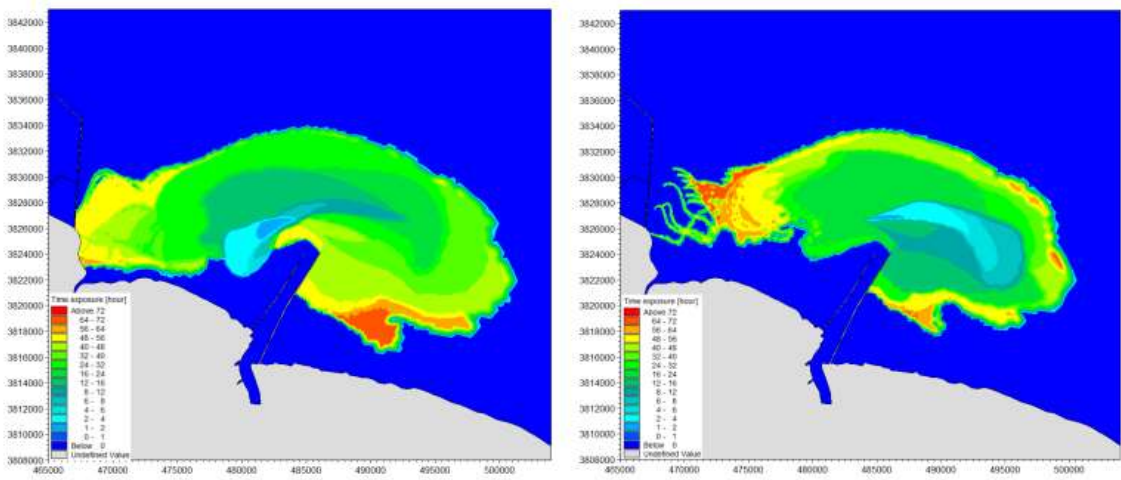 3842000
3840000
3838000
3836000
3834000
3832000
3830000
3828000
3826000
3824000
3822000
3820000
3818000
3816000
3814000
3812000
3810000
3808000
465000 470000 475000 480000 485000 490000 495000 500000
Time exposure [hour]
Above 72
64 - 72
56 - 64
48 - 56
40 - 48
32 - 40
24 - 32
16 - 24
12 - 16
8 - 12
6 - 8
4 - 6
2 - 4
1 - 2
0 - 1
Below 0
Undefined Value
3842000
3840000
3838000
3836000
3834000
3832000
3830000
3828000
3826000
3824000
3822000
3820000
3818000
3816000
3814000
3812000
3810000
3808000
465000 470000 475000 480000 485000 490000 495000 500000
Time exposure [hour]
Above 72
64 - 72
56 - 64
48 - 56
40 - 48
32 - 40
24 - 32
16 - 24
12 - 16
8 - 12
6 - 8
4 - 6
2 - 4
1 - 2
0 - 1
Below 0
Undefined Value